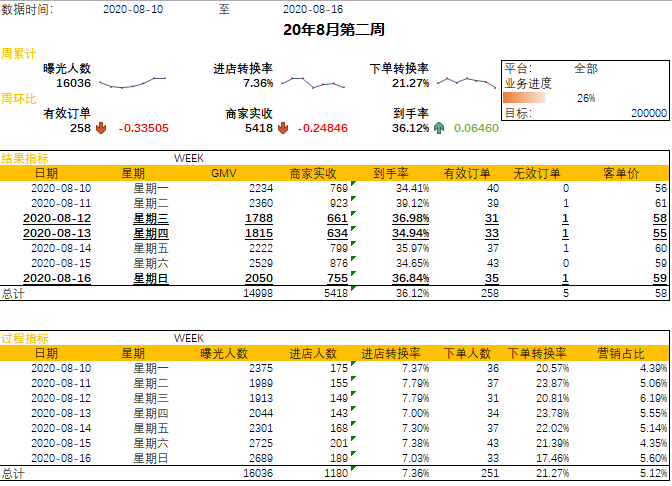 数据时间: 2020-08-10 至 2020-08-16
20年8月第二周
周累计
曝光人数 进店转换率 下单转换率
16036 7.36% 21.27%
平台: 全部
业务进度
26%
目标: 200000
周环比
有效订单 商家实收 到手率
258 -0.33505 5418 -0.24846 36.12% 0.06460
结果指标 WEEK
日期 星期 GMV 商家实收 到手率 有效订单 无效订单 客单价
2020-08-10 星期一 2234 769 34.41% 40 0 56
2020-08-11 星期二 2360 923 39.12% 39 1 61
2020-08-12 星期三 1788 661 36.98% 31 1 58
2020-08-13 星期四 1815 634 34.94% 33 1 55
2020-08-14 星期五 2222 799 35.97% 37 1 60
2020-08-15 星期六 2529 876 34.65% 43 0 59
2020-08-16 星期日 2050 755 36.84% 35 1 59
总计 14998 5418 36.12% 258 5 58
过程指标 WEEK
日期 星期 曝光人数 进店人数 进店转换率 下单人数 下单转换率 营销占比
2020-08-10 星期一 2375 175 7.37% 36 20.57% 4.39%
2020-08-11 星期二 1989 155 7.79% 37 23.87% 5.06%
2020-08-12 星期三 1913 149 7.79% 31 20.81% 6.19%
2020-08-13 星期四 2044 143 7.00% 34 23.78% 5.55%
2020-08-14 星期五 2301 168 7.30% 37 22.02% 5.14%
2020-08-15 星期六 2725 201 7.38% 43 21.39% 4.35%
2020-08-16 星期日 2689 189 7.03% 33 17.46% 5.60%
总计 16036 1180 7.36% 251 21.27% 5.12%